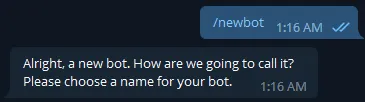 /newbot
1:16 AM
Alright, a new bot. How are we going to call it?
Please choose a name for your bot.
1:16 AM